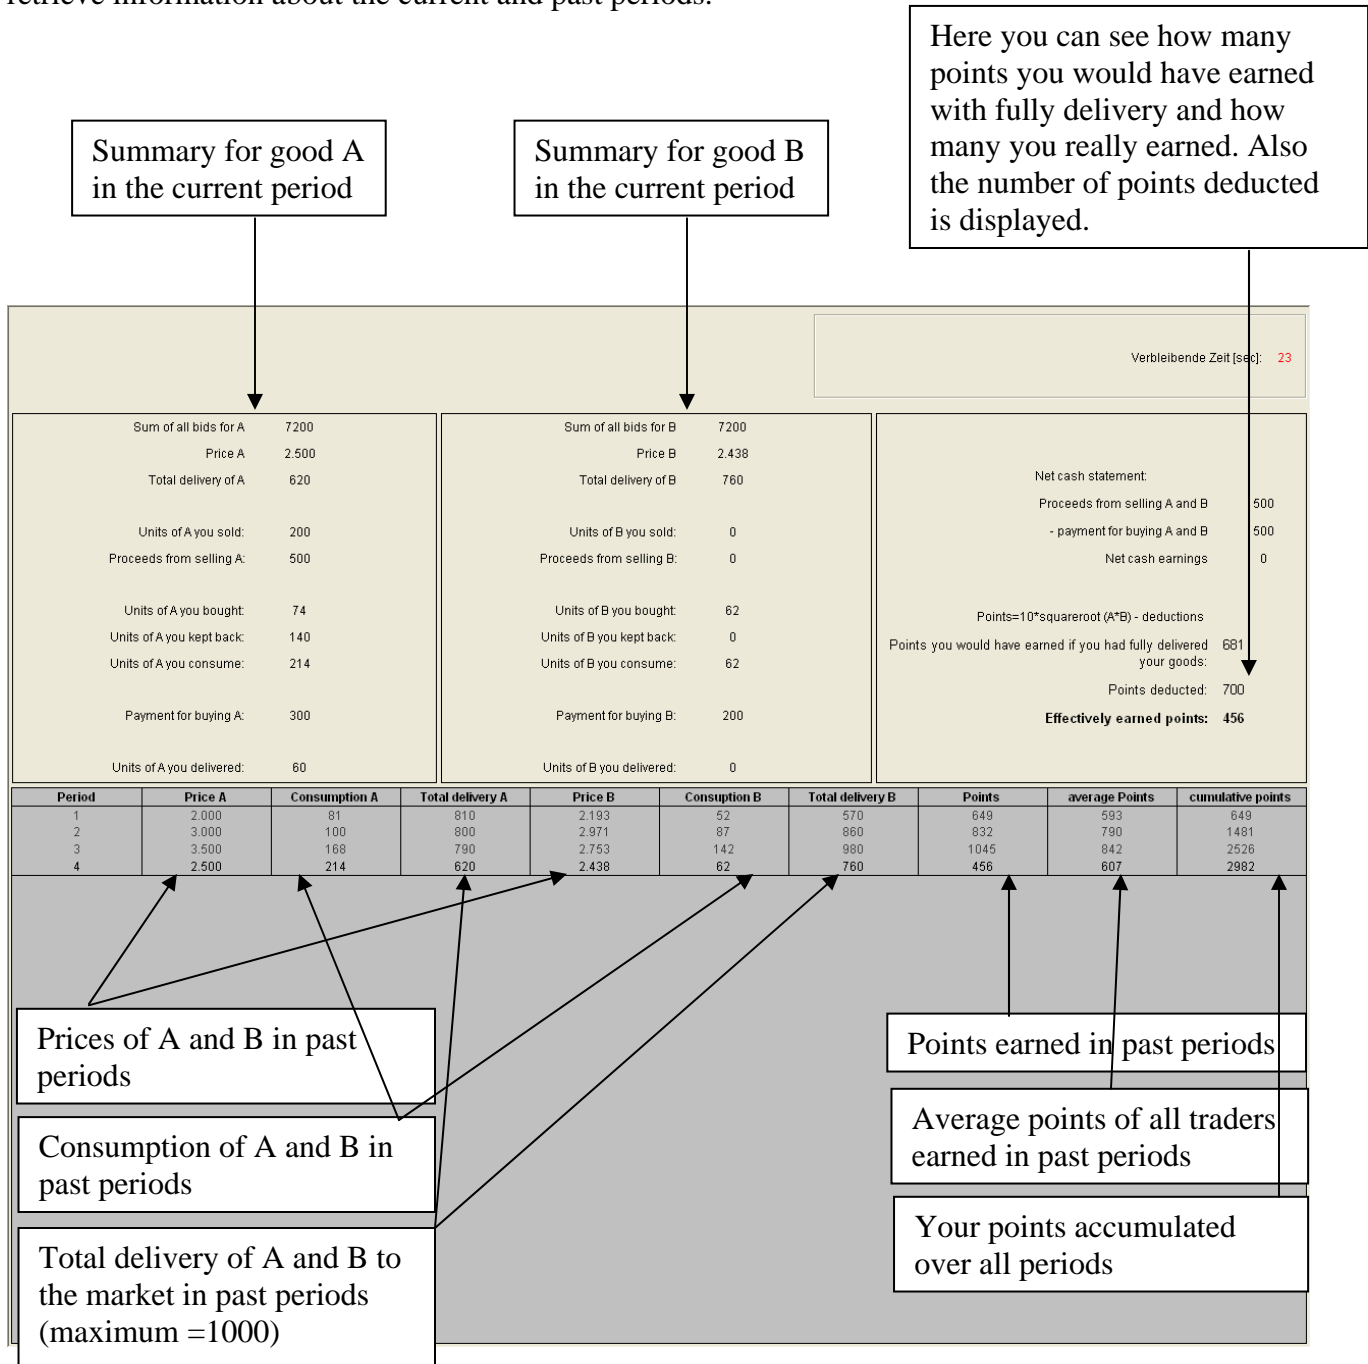 retrieve information about the current and past periods.
Here you can see how many
points you would have earned
with fully delivery and how
many you really earned. Also
the number of points deducted
is displayed.
Summary for good A
in the current period
Summary for good B
in the current period
Verbleibende Zeit [sec]: 23
Sum of all bids for A 7200
Price A 2.500
Total delivery of A 620
Units of A you sold: 200
Proceeds from selling A: 500
Units of A you bought: 74
Units of A you kept back: 140
Units of A you consume: 214
Payment for buying A: 300
Units of A you delivered: 60
Sum of all bids for B 7200
Price B 2.438
Total delivery of B 760
Units of B you sold: 0
Proceeds from selling B: 0
Units of B you bought: 62
Units of B you kept back: 0
Units of B you consume: 62
Payment for buying B: 200
Units of B you delivered: 0
Net cash statement:
Proceeds from selling A and B 500
- payment for buying A and B 500
Net cash earnings 0
Points=10*squareroot (A*B) - deductions
Points you would have earned if you had fully delivered 681
your goods:
Points deducted: 700
Effectively earned points: 456
Period Price A Consumption A Total delivery A Price B Consuption B Total delivery B Points average Points cumulative points
1 2.000 81 810 2.193 52 570 649 593 649
2 3.000 100 800 2.971 87 860 832 790 1481
3 3.500 168 790 2.753 142 980 1045 842 2526
4 2.500 214 620 2.438 62 760 456 607 2982
Prices of A and B in past
periods
Consumption of A and B in
past periods
Total delivery of A and B to
the market in past periods
(maximum =1000)
Points earned in past periods
Average points of all traders
earned in past periods
Your points accumulated
over all periods